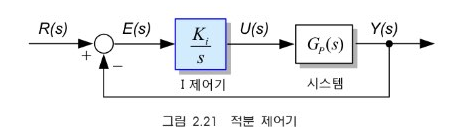 R(s) E(s) K_i/s U(s) G_P(s) Y(s)
+ −
I 제어기 시스템
그림 2.21 적분 제어기